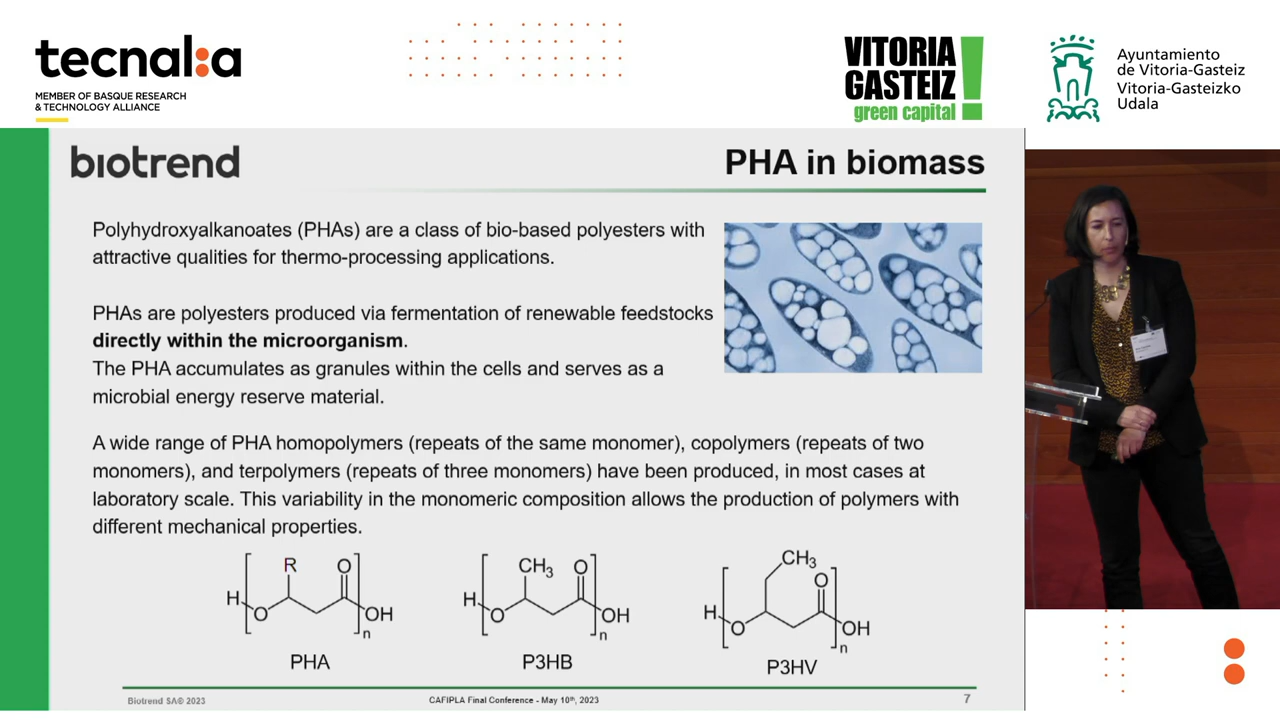 tecnal:a
MEMBER OF BASQUE RESEARCH
& TECHNOLOGY ALLIANCE
VITORIA
GASTEIZ
green capital
Ayuntamiento
de Vitoria-Gasteiz
Vitoria-Gasteizko
Udala
biotrend
PHA in biomass
Polyhydroxyalkanoates (PHAs) are a class of bio-based polyesters with
attractive qualities for thermo-processing applications.
PHAs are polyesters produced via fermentation of renewable feedstocks
directly within the microorganism.
The PHA accumulates as granules within the cells and serves as a
microbial energy reserve material.
A wide range of PHA homopolymers (repeats of the same monomer), copolymers (repeats of two
monomers), and terpolymers (repeats of three monomers) have been produced, in most cases at
laboratory scale. This variability in the monomeric composition allows the production of polymers with
different mechanical properties.
H O R O OH n
PHA
H O CH3 O OH n
P3HB
H O CH3 O OH n
P3HV
Biotrend SA© 2023
CAFIPLA Final Conference - May 10th, 2023
7